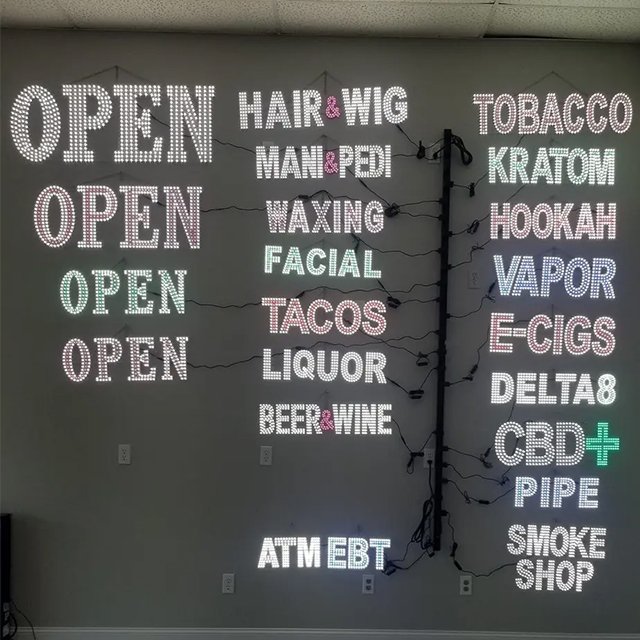 OPEN
OPEN
OPEN
OPEN
HAIR&WIG
MANI&PEDI
WAXING
FACIAL
TACOS
LIQUOR
BEER&WINE
ATM EBT
TOBACCO
KRATOM
HOOKAH
VAPOR
E-CIGS
DELTA8
CBD+
PIPE
SMOKE
SHOP